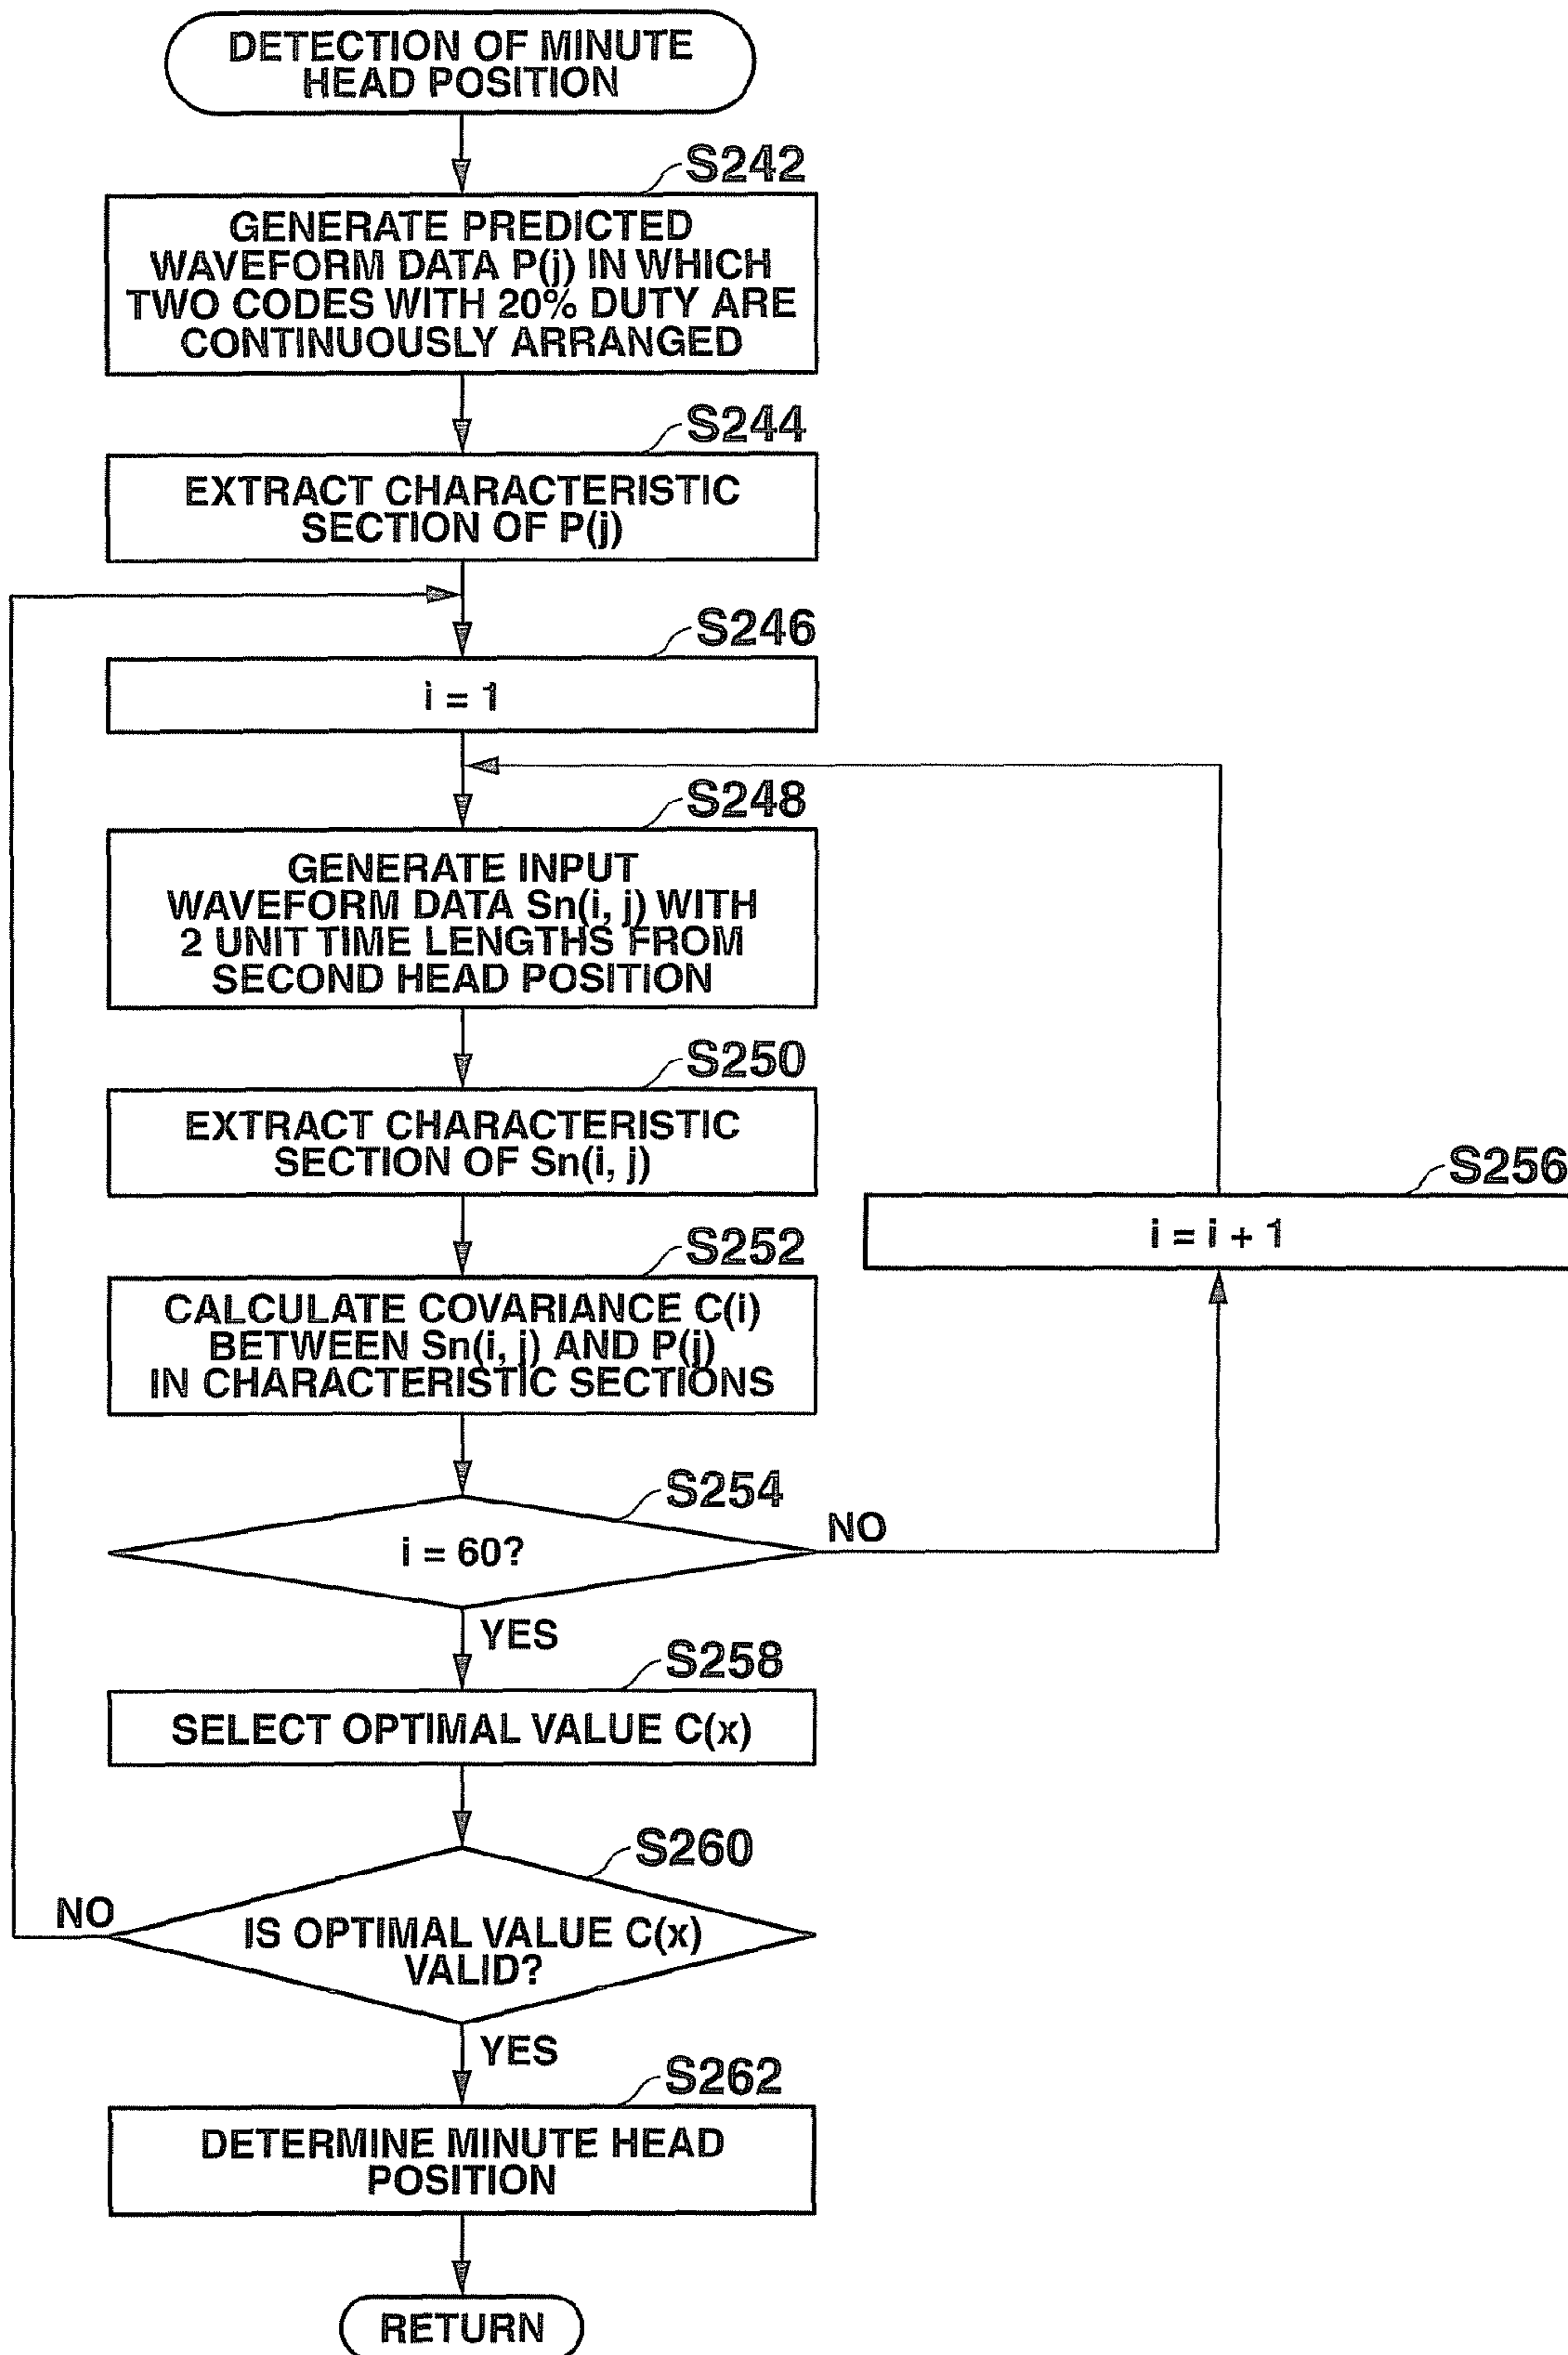 DETECTION OF MINUTE
HEAD POSITION
S242
GENERATE PREDICTED
WAVEFORM DATA P(j) IN WHICH
TWO CODES WITH 20% DUTY ARE
CONTINUOUSLY ARRANGED
S244
EXTRACT CHARACTERISTIC
SECTION OF P(j)
S246
i = 1
S248
GENERATE INPUT
WAVEFORM DATA Sn(i, j) WITH
2 UNIT TIME LENGTHS FROM
SECOND HEAD POSITION
S250
EXTRACT CHARACTERISTIC
SECTION OF Sn(i, j)
S256
i = i + 1
S252
CALCULATE COVARIANCE C(i)
BETWEEN Sn(i, j) AND P(j)
IN CHARACTERISTIC SECTIONS
S254
i = 60?
NO
YES
S258
SELECT OPTIMAL VALUE C(x)
S260
IS OPTIMAL VALUE C(x)
VALID?
NO
YES
S262
DETERMINE MINUTE HEAD
POSITION
RETURN